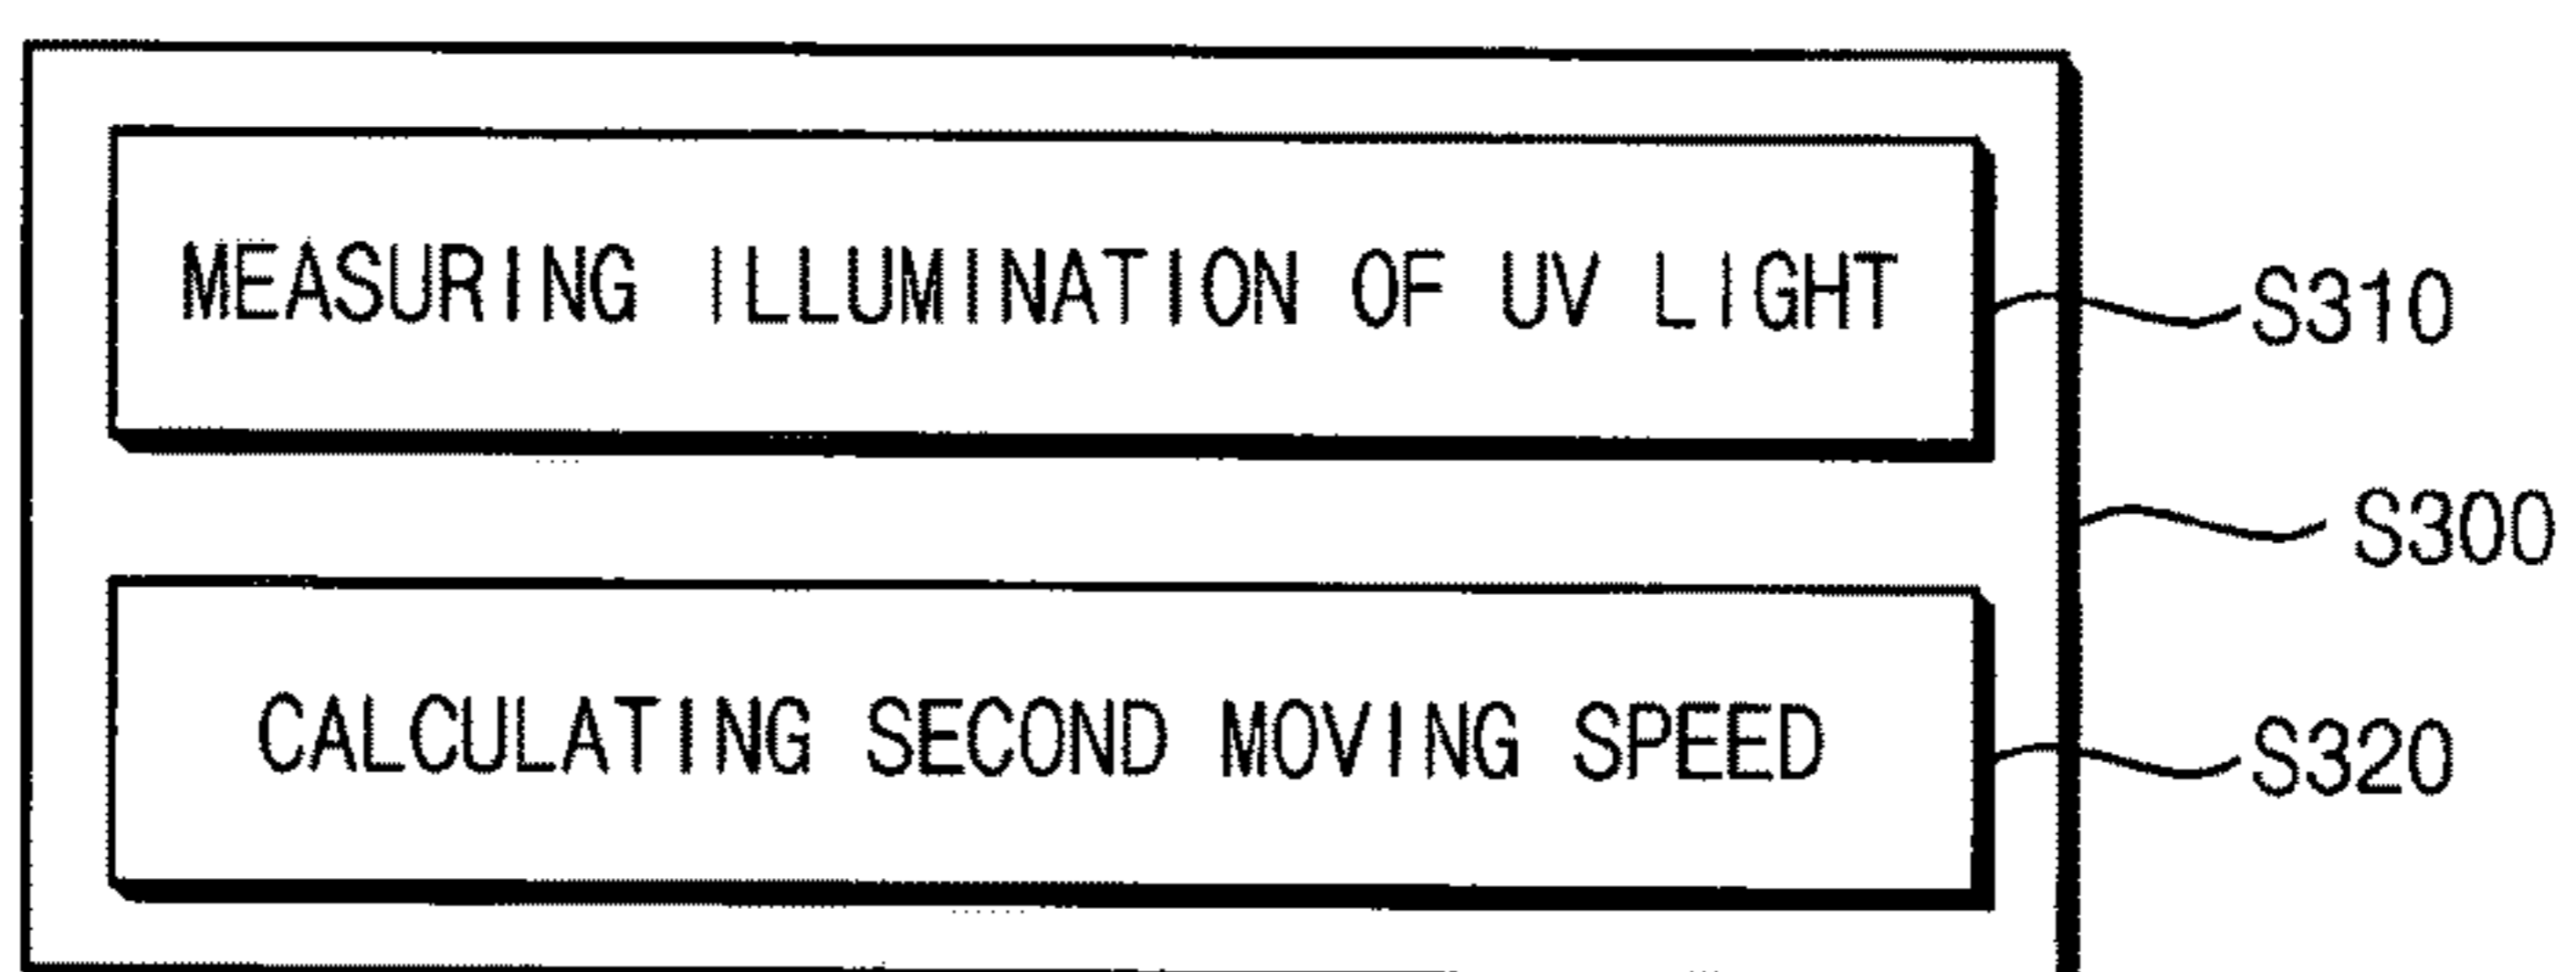 MEASURING ILLUMINATION OF UV LIGHT
S310
S300
CALCULATING SECOND MOVING SPEED
S320